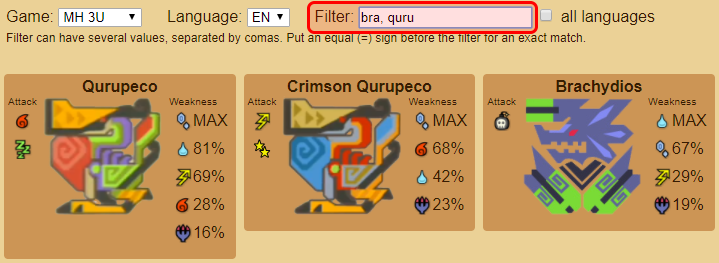 Game: MH 3U Language: EN Filter: bra, quru all languages
Filter can have several values, separated by comas. Put an equal (=) sign before the filter for an exact match.
Qurupeco
Attack Weakness
MAX
81%
69%
28%
16%
Crimson Qurupeco
Attack Weakness
MAX
68%
42%
23%
Brachydios
Attack Weakness
MAX
67%
29%
19%